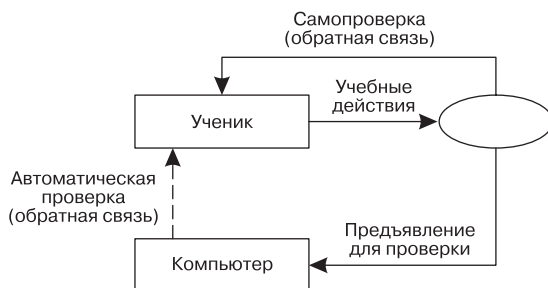 Самопроверка
(обратная связь)
Учебные
действия
Ученик
Автоматическая
проверка
(обратная связь)
Предъявление
для проверки
Компьютер